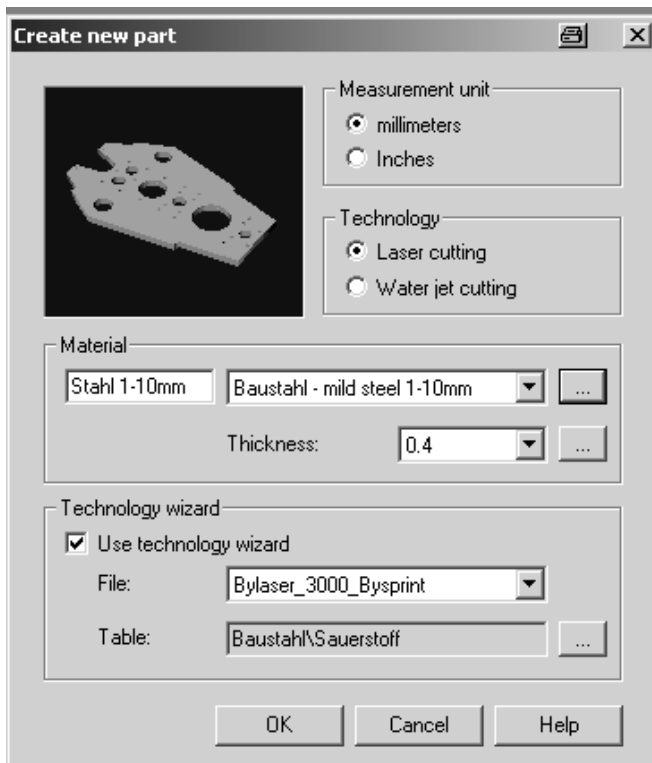 Create new part
Measurement unit
millimeters
Inches
Technology
Laser cutting
Water jet cutting
Material
Stahl 1-10mm Baustahl - mild steel 1-10mm ...
Thickness: 0.4 ...
Technology wizard
Use technology wizard
File: Bylaser_3000_Bysprint
Table: Baustahl\Sauerstoff ...
OK Cancel Help